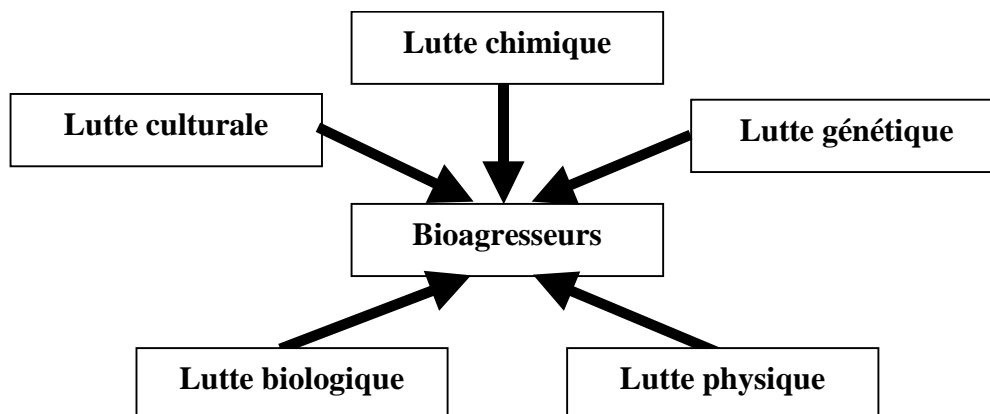 Lutte chimique
Lutte culturale
Lutte génétique
Bioagresseurs
Lutte biologique
Lutte physique